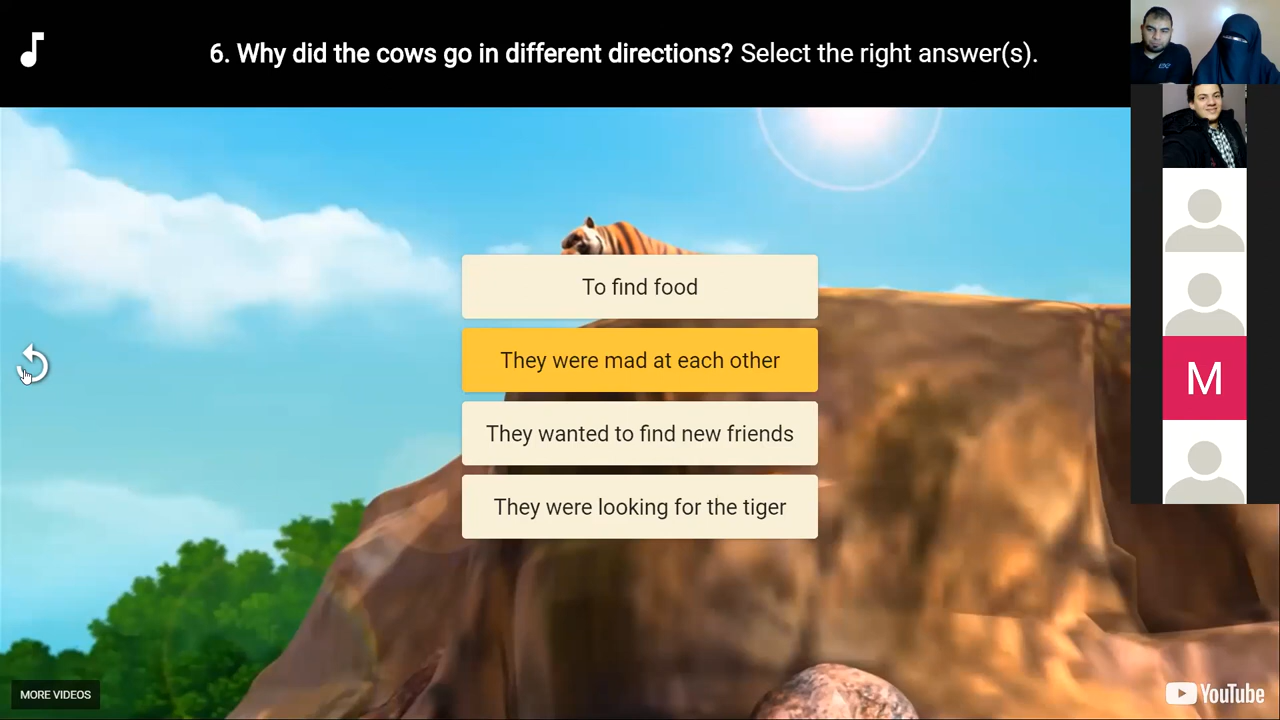 6. Why did the cows go in different directions? Select the right answer(s).
To find food
They were mad at each other
They wanted to find new friends
They were looking for the tiger
M
MORE VIDEOS
YouTube